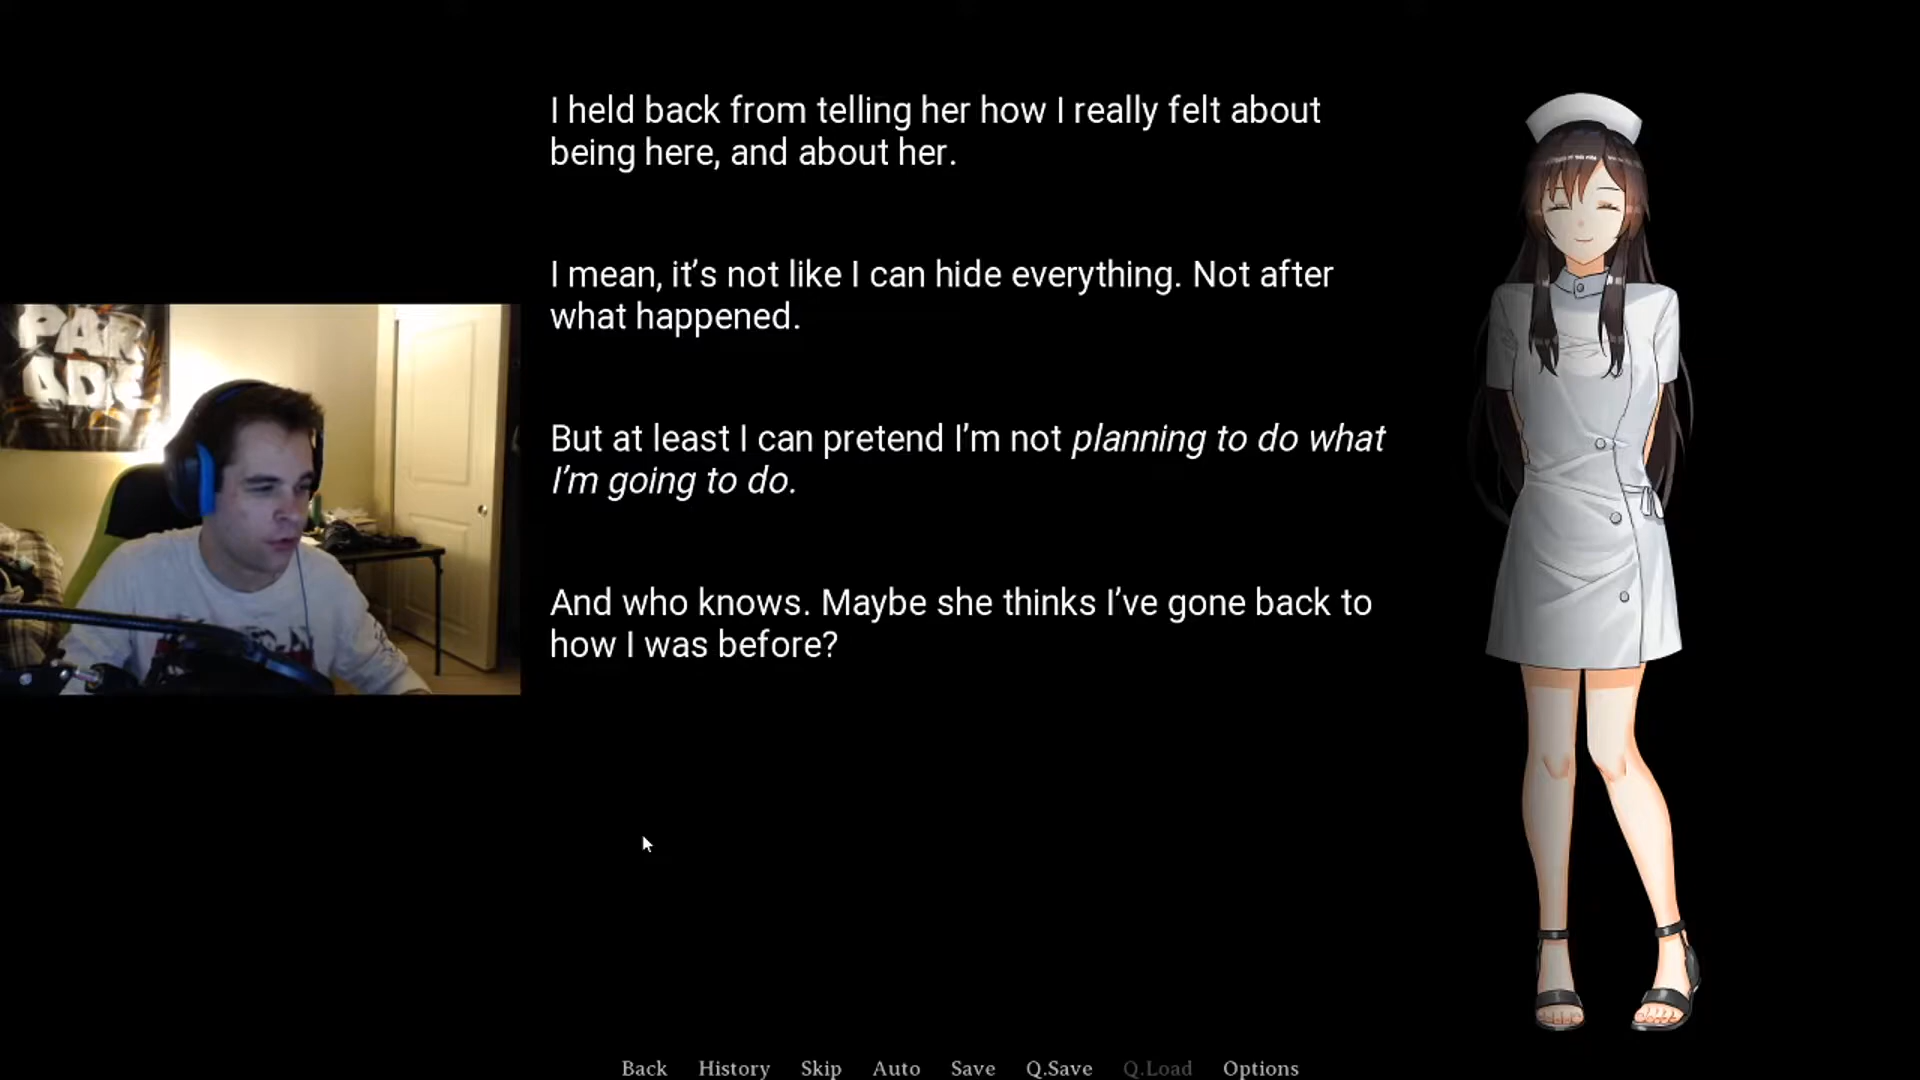 I held back from telling her how I really felt about
being here, and about her.
I mean, it’s not like I can hide everything. Not after
what happened.
But at least I can pretend I’m not planning to do what
I’m going to do.
And who knows. Maybe she thinks I’ve gone back to
how I was before?
Back History Skip Auto Save Q.Save Q.Load Options